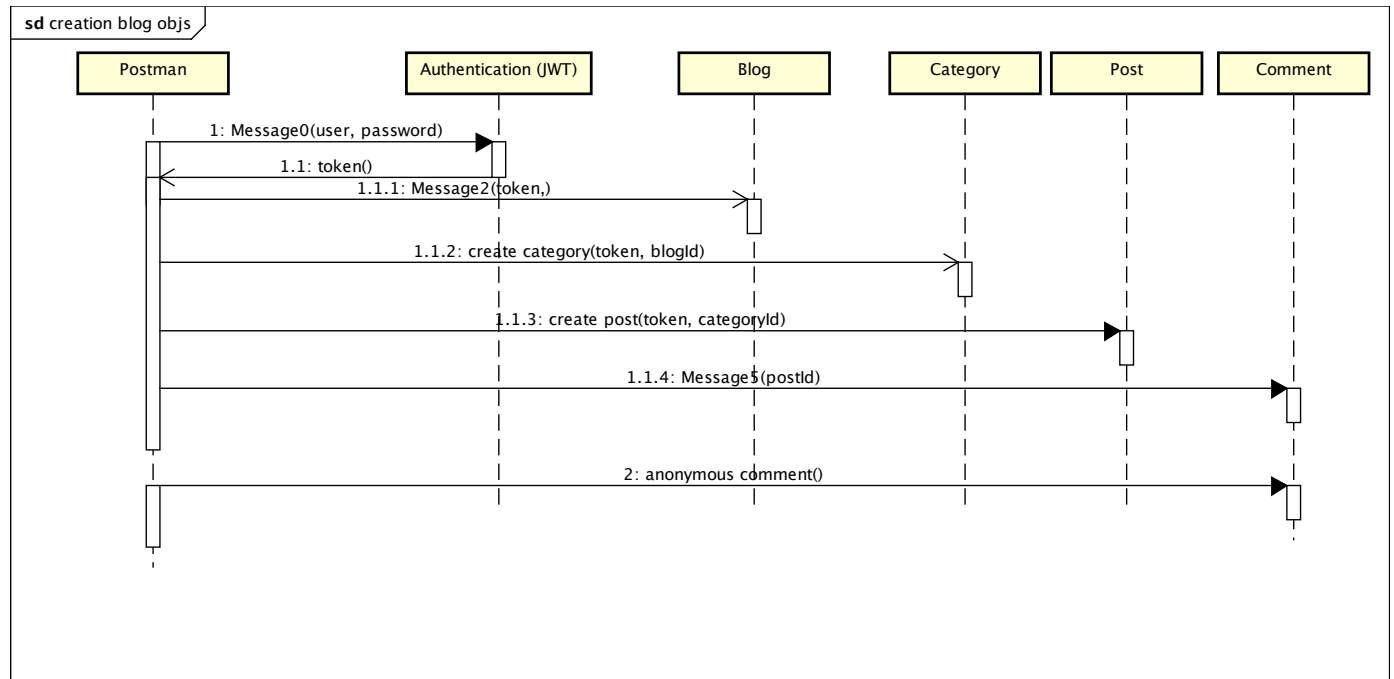 sd creation blog objs
Postman
Authentication (JWT)
Blog
Category
Post
Comment
1: Message0(user, password)
1.1: token()
1.1.1: Message2(token,)
1.1.2: create category(token, blogId)
1.1.3: create post(token, categoryId)
1.1.4: Message5(postId)
2: anonymous comment()